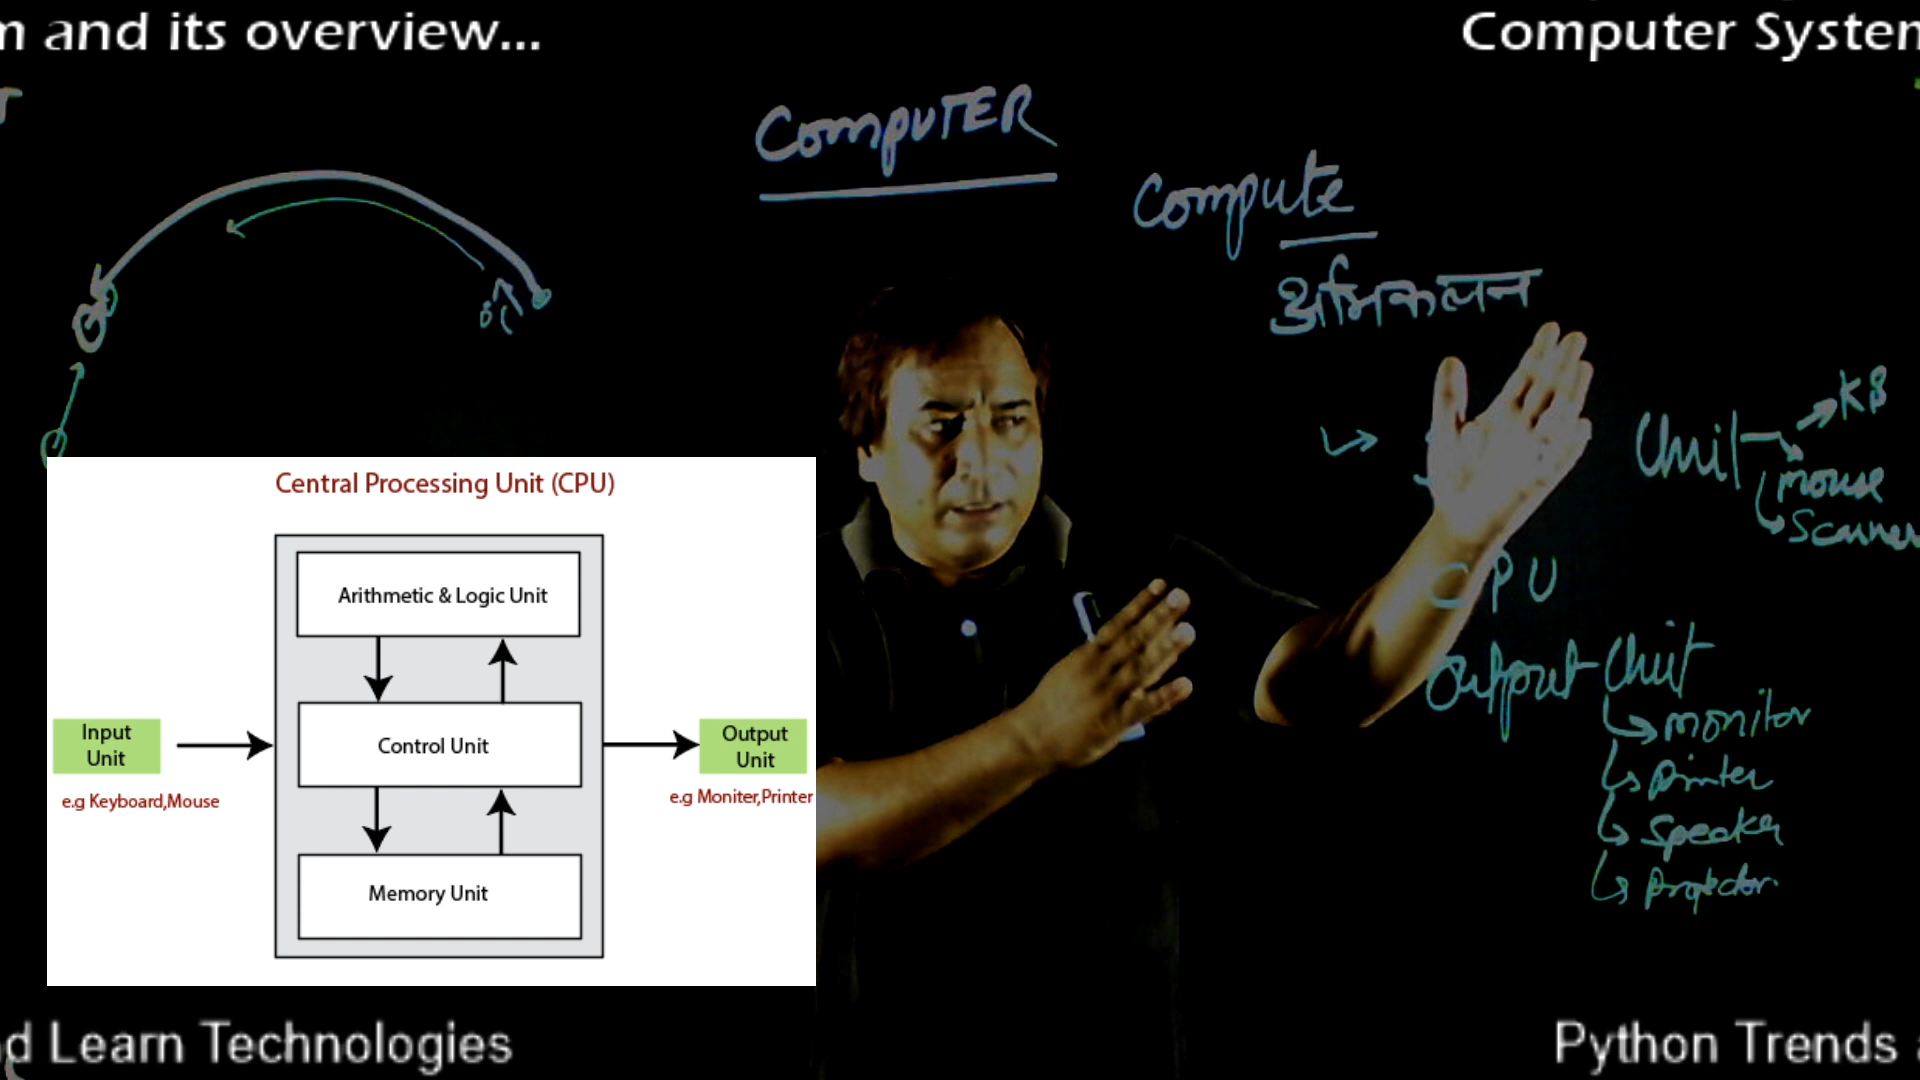 m and its overview...
Computer System
COMPUTER
Compute
अभिकलन
Unit
KB
mouse
Scanner
CPU
Output Unit
monitor
printer
Speaker
projector
Central Processing Unit (CPU)
Arithmetic & Logic Unit
Control Unit
Memory Unit
Input
Unit
e.g Keyboard,Mouse
Output
Unit
e.g Moniter,Printer
nd Learn Technologies
Python Trends a